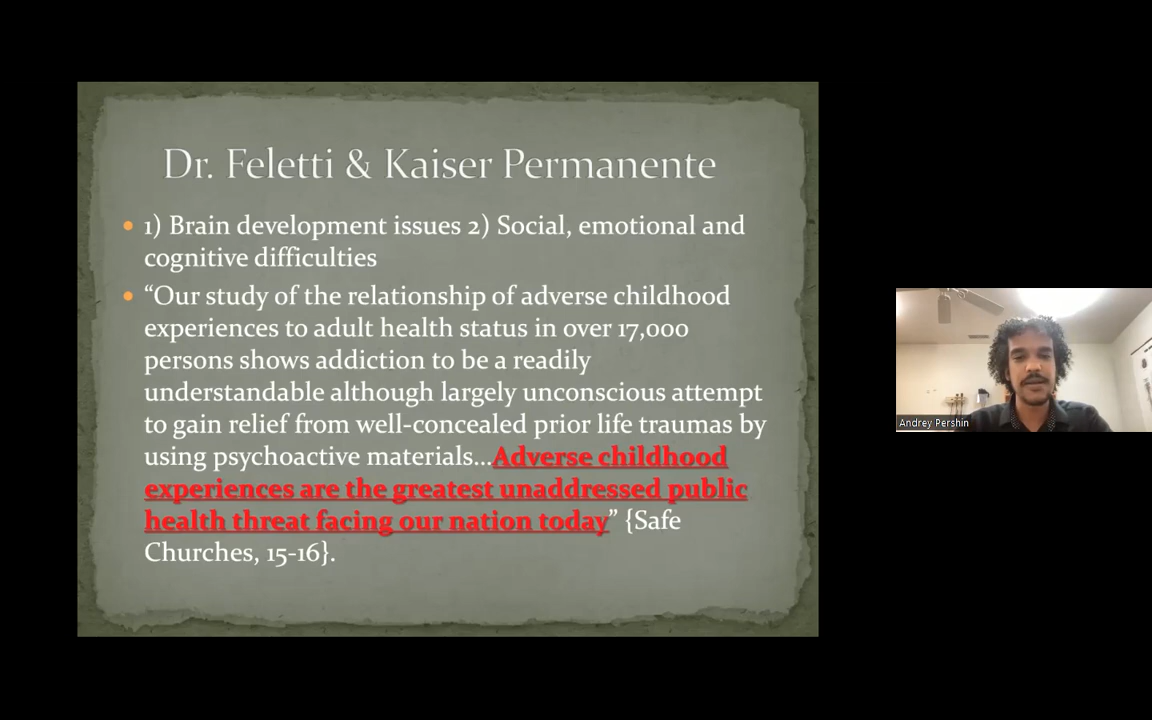 Dr. Feletti & Kaiser Permanente
1) Brain development issues 2) Social, emotional and
cognitive difficulties
“Our study of the relationship of adverse childhood
experiences to adult health status in over 17,000
persons shows addiction to be a readily
understandable although largely unconscious attempt
to gain relief from well-concealed prior life traumas by
using psychoactive materials…Adverse childhood
experiences are the greatest unaddressed public
health threat facing our nation today” {Safe
Churches, 15-16}.
Andrey Pershin